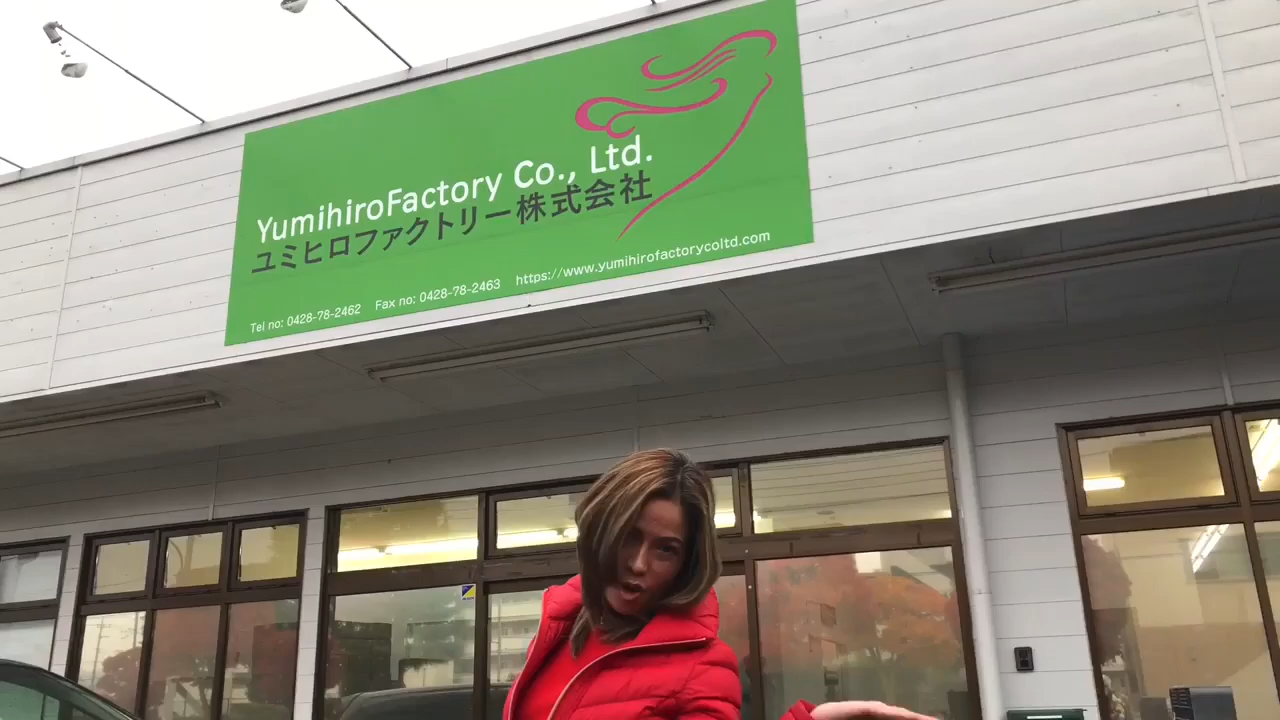 YumihiroFactory Co., Ltd.
ユミヒロファクトリー株式会社
Tel no: 0428-78-2462 Fax no: 0428-78-2463 https://www.yumihirofactorycoltd.com